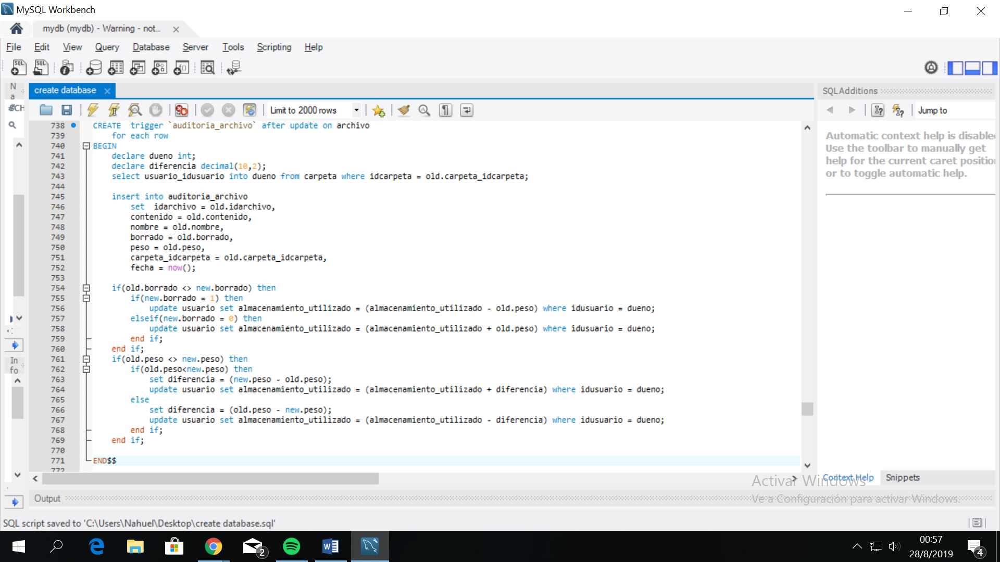 MySQL Workbench
mydb (mydb) - Warning - not...
File Edit View Query Database Server Tools Scripting Help
N
a
create database
SQLAdditions
Limit to 2000 rows
Jump to
738 CREATE  trigger `auditoria_archivo` after update on archivo
739     for each row
740 BEGIN
741     declare dueno int;
742     declare diferencia decimal(10,2);
743     select usuario_idusuario into dueno from carpeta where idcarpeta = old.carpeta_idcarpeta;
744
745     insert into auditoria_archivo
746         set  idarchivo = old.idarchivo,
747         contenido = old.contenido,
748         nombre = old.nombre,
749         borrado = old.borrado,
750         peso = old.peso,
751         carpeta_idcarpeta = old.carpeta_idcarpeta,
752         fecha = now();
753
754     if(old.borrado <> new.borrado) then
755         if(new.borrado = 1) then
756             update usuario set almacenamiento_utilizado = (almacenamiento_utilizado - old.peso) where idusuario = dueno;
757         elseif(new.borrado = 0) then
758             update usuario set almacenamiento_utilizado = (almacenamiento_utilizado + old.peso) where idusuario = dueno;
759         end if;
760     end if;
761     if(old.peso <> new.peso) then
762         if(old.peso<new.peso) then
763             set diferencia = (new.peso - old.peso);
764             update usuario set almacenamiento_utilizado = (almacenamiento_utilizado + diferencia) where idusuario = dueno;
765         else
766             set diferencia = (old.peso - new.peso);
767             update usuario set almacenamiento_utilizado = (almacenamiento_utilizado - diferencia) where idusuario = dueno;
768         end if;
769     end if;
770
771 END$$
772
In
fo
Automatic context help is disable
Use the toolbar to manually get
help for the current caret positio
or to toggle automatic help.
Context Help Snippets
Output
Activar Windows
Ve a Configuración para activar Windows.
SQL script saved to 'C:\Users\Nahuel\Desktop\create database.sql'
2
00:57
28/8/2019
4